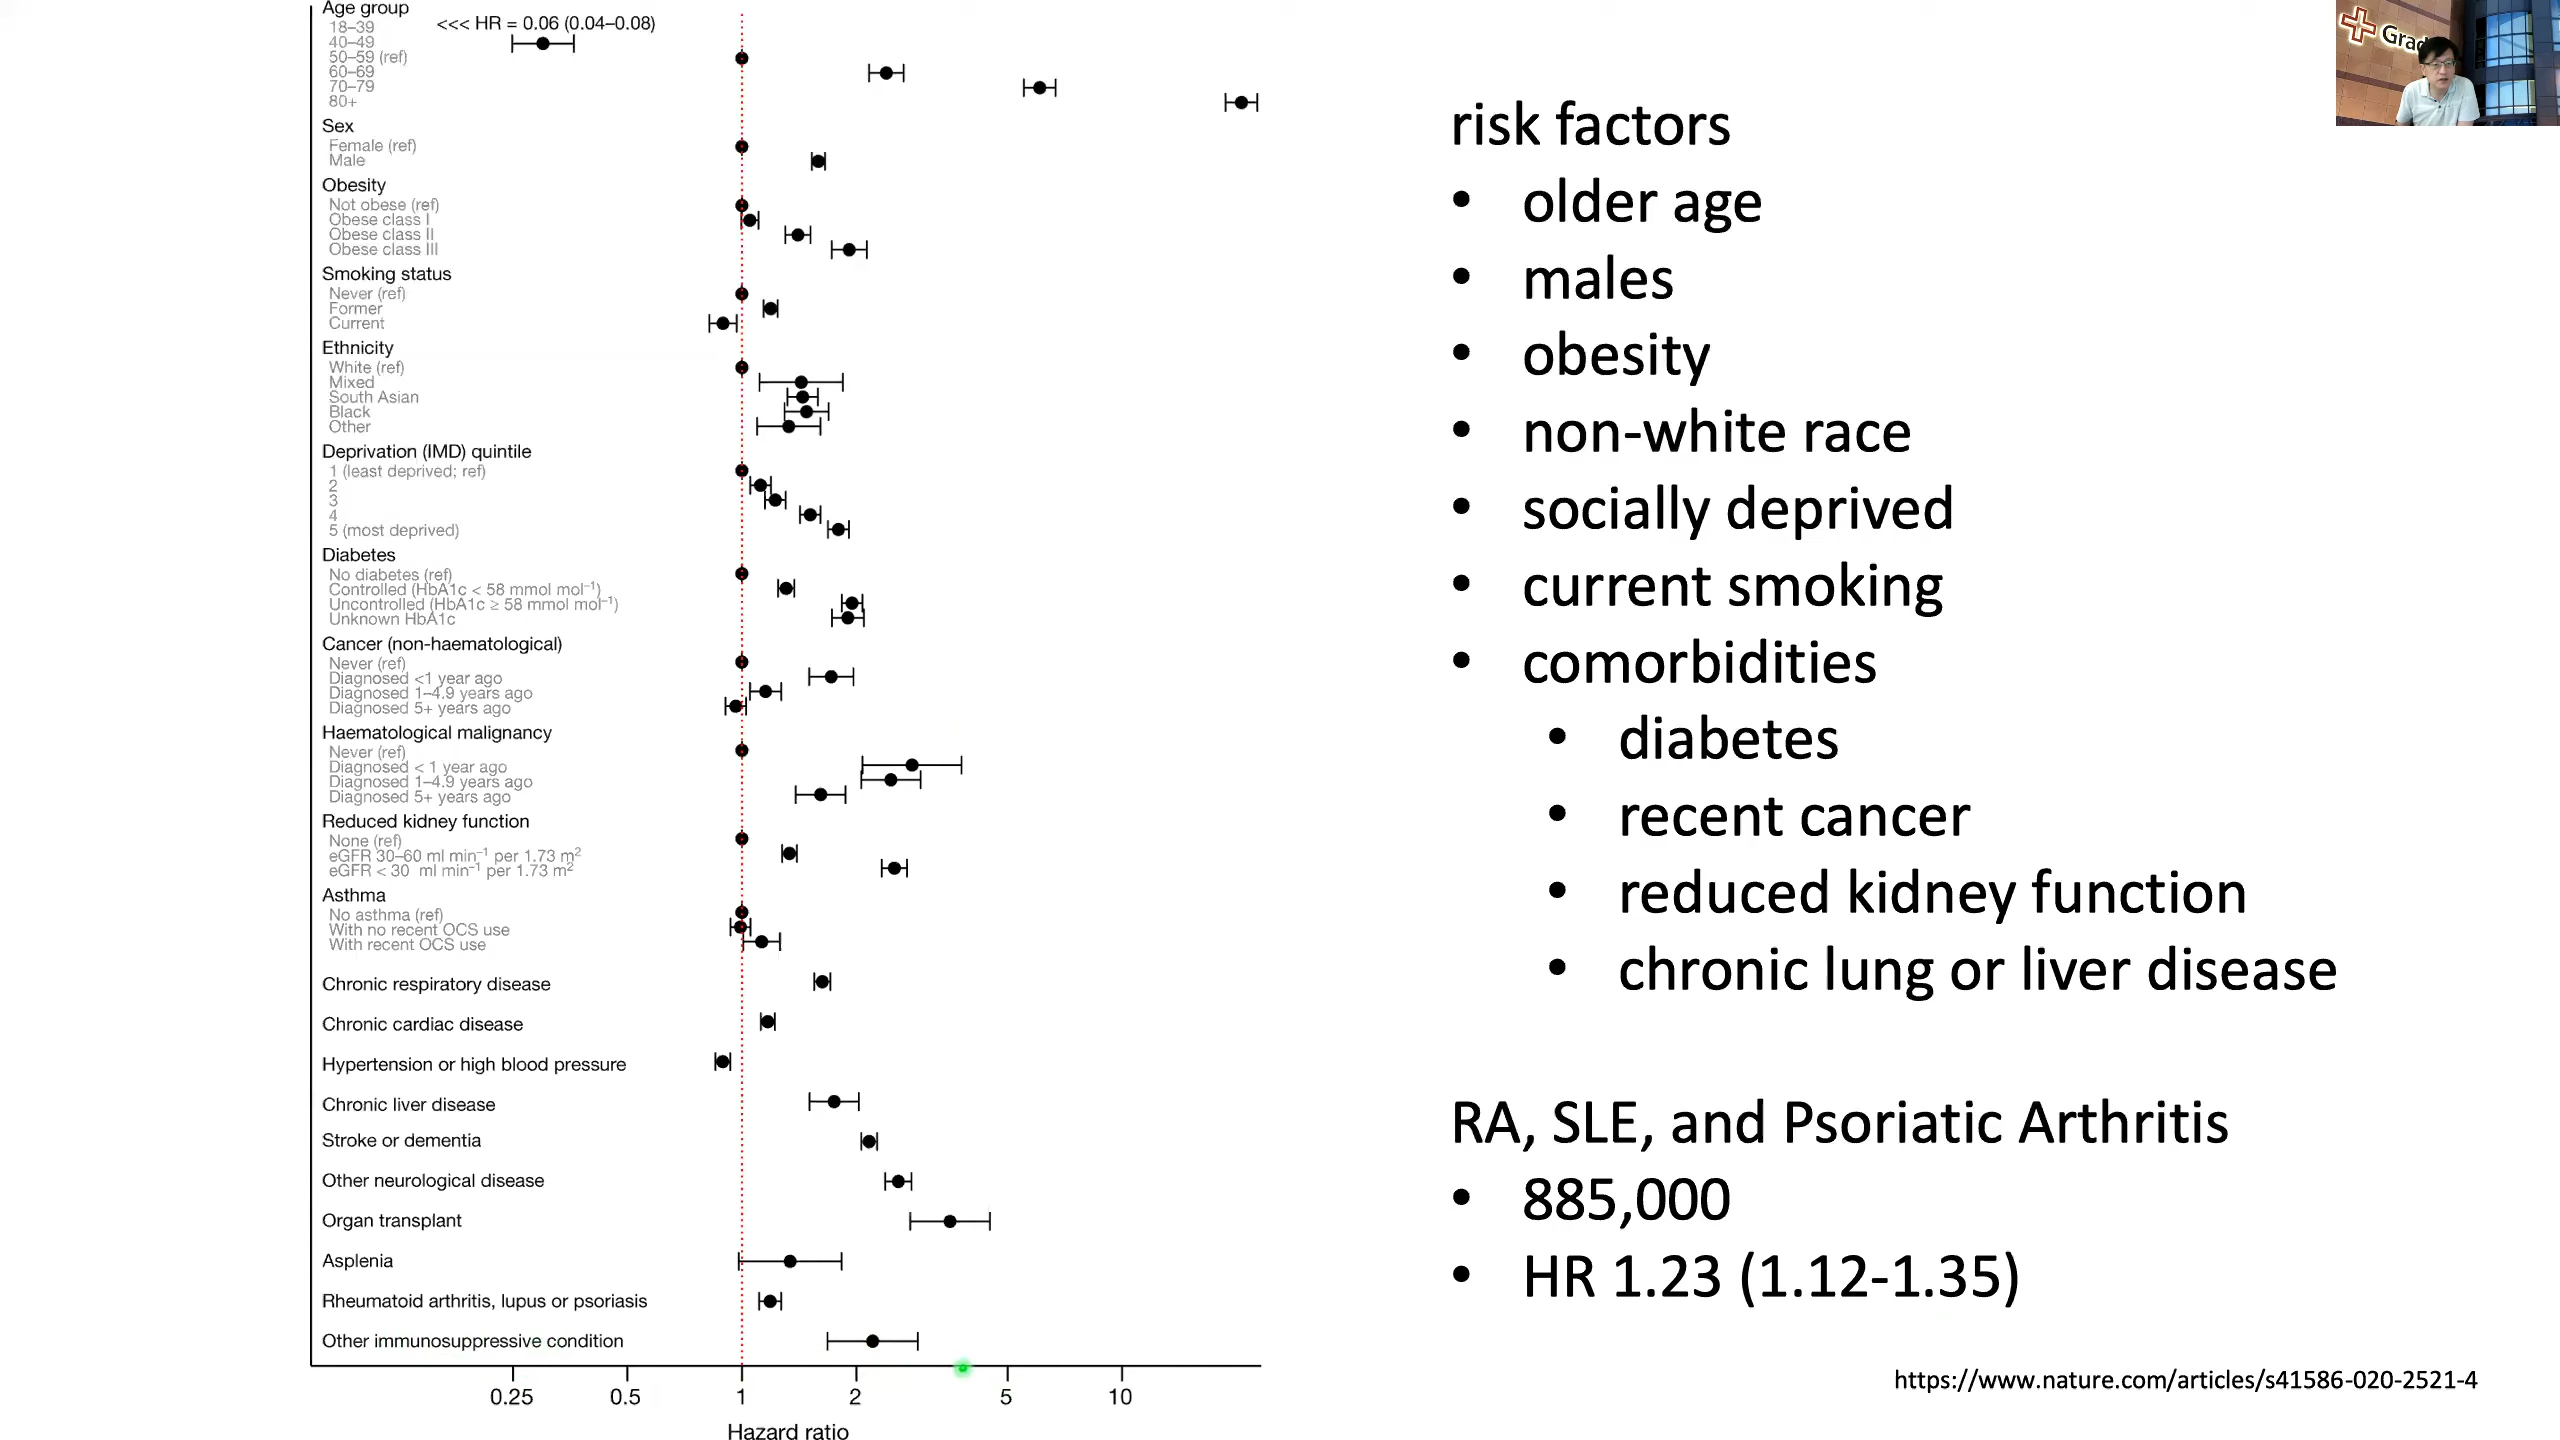 Age group
<<< HR = 0.06 (0.04–0.08)
18–39
40–49
50–59 (ref)
60–69
70–79
80+
Sex
Female (ref)
Male
Obesity
Not obese (ref)
Obese class I
Obese class II
Obese class III
Smoking status
Never (ref)
Former
Current
Ethnicity
White (ref)
Mixed
South Asian
Black
Other
Deprivation (IMD) quintile
1 (least deprived; ref)
2
3
4
5 (most deprived)
Diabetes
No diabetes (ref)
Controlled (HbA1c < 58 mmol mol⁻¹)
Uncontrolled (HbA1c ≥ 58 mmol mol⁻¹)
Unknown HbA1c
Cancer (non-haematological)
Never (ref)
Diagnosed <1 year ago
Diagnosed 1–4.9 years ago
Diagnosed 5+ years ago
Haematological malignancy
Never (ref)
Diagnosed < 1 year ago
Diagnosed 1–4.9 years ago
Diagnosed 5+ years ago
Reduced kidney function
None (ref)
eGFR 30–60 ml min⁻¹ per 1.73 m²
eGFR < 30 ml min⁻¹ per 1.73 m²
Asthma
No asthma (ref)
With no recent OCS use
With recent OCS use
Chronic respiratory disease
Chronic cardiac disease
Hypertension or high blood pressure
Chronic liver disease
Stroke or dementia
Other neurological disease
Organ transplant
Asplenia
Rheumatoid arthritis, lupus or psoriasis
Other immunosuppressive condition
0.25 0.5 1 2 5 10
Hazard ratio
risk factors
• older age
• males
• obesity
• non-white race
• socially deprived
• current smoking
• comorbidities
• diabetes
• recent cancer
• reduced kidney function
• chronic lung or liver disease
RA, SLE, and Psoriatic Arthritis
• 885,000
• HR 1.23 (1.12-1.35)
https://www.nature.com/articles/s41586-020-2521-4